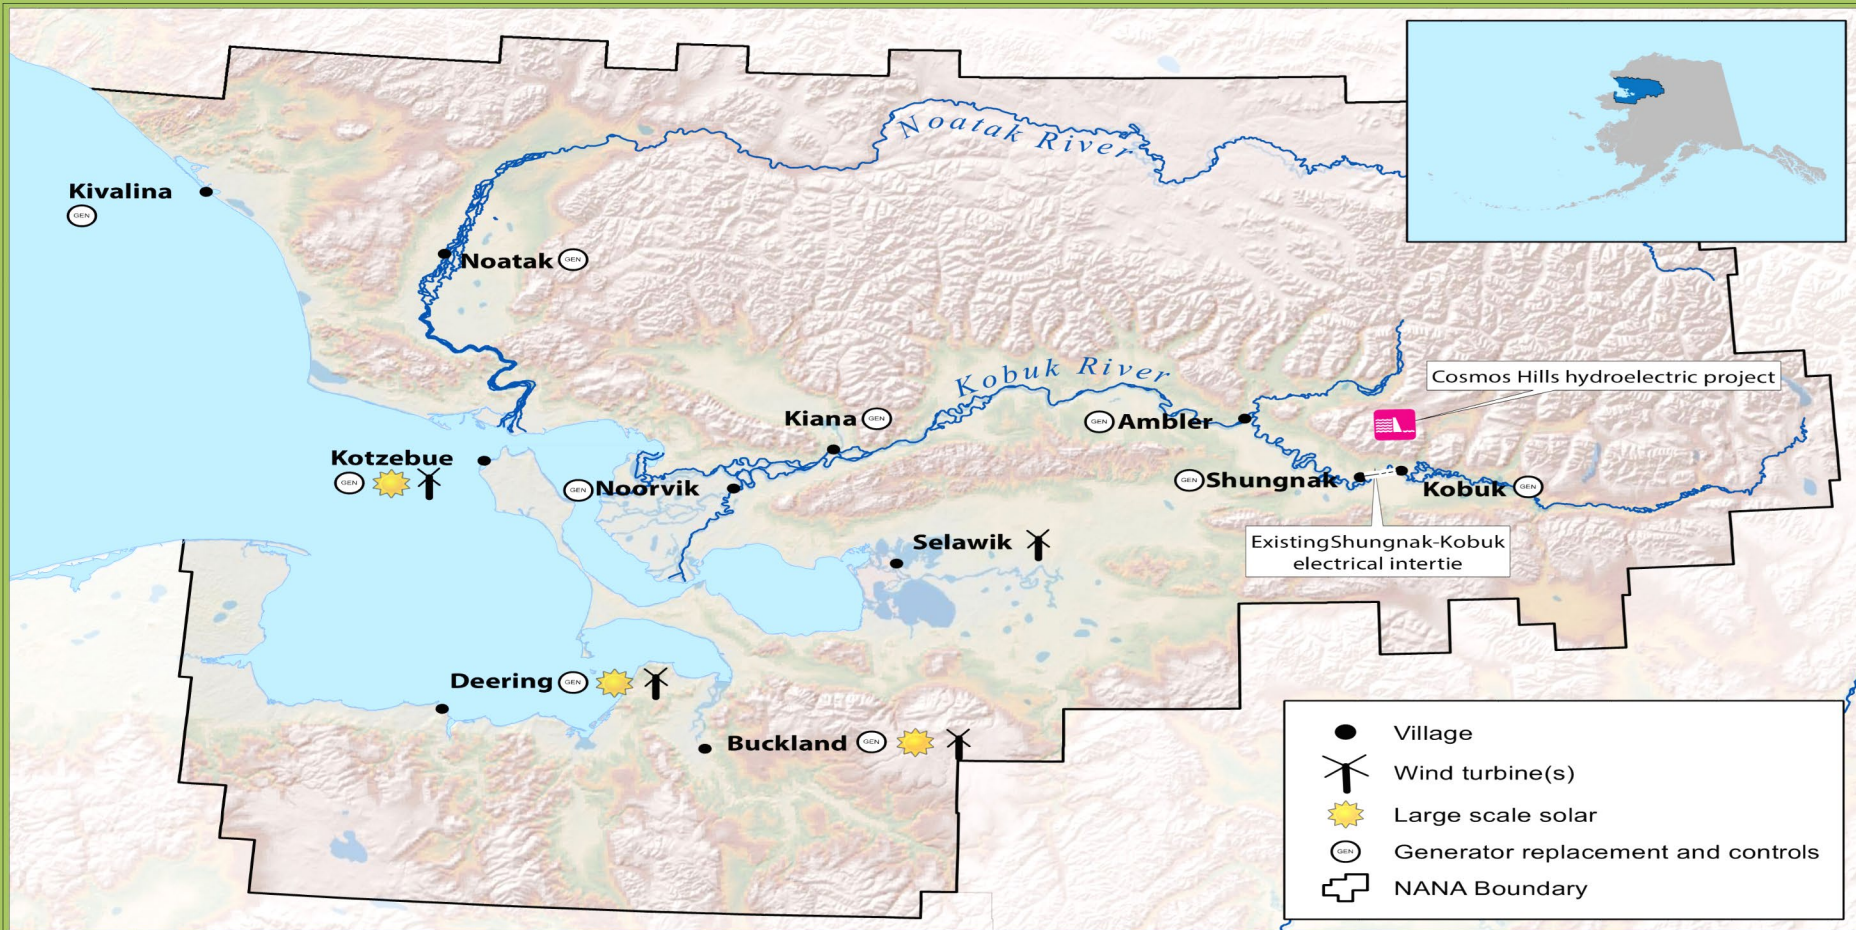 Noatak River
Kivalina
GEN
Noatak GEN
Kobuk River
Cosmos Hills hydroelectric project
Kiana GEN
GEN Ambler
Kotzebue
GEN
GEN Noorvik
GEN Shungnak
Kobuk GEN
Selawik
ExistingShungnak-Kobuk
electrical intertie
Deering GEN
Buckland GEN
Village
Wind turbine(s)
Large scale solar
GEN Generator replacement and controls
NANA Boundary